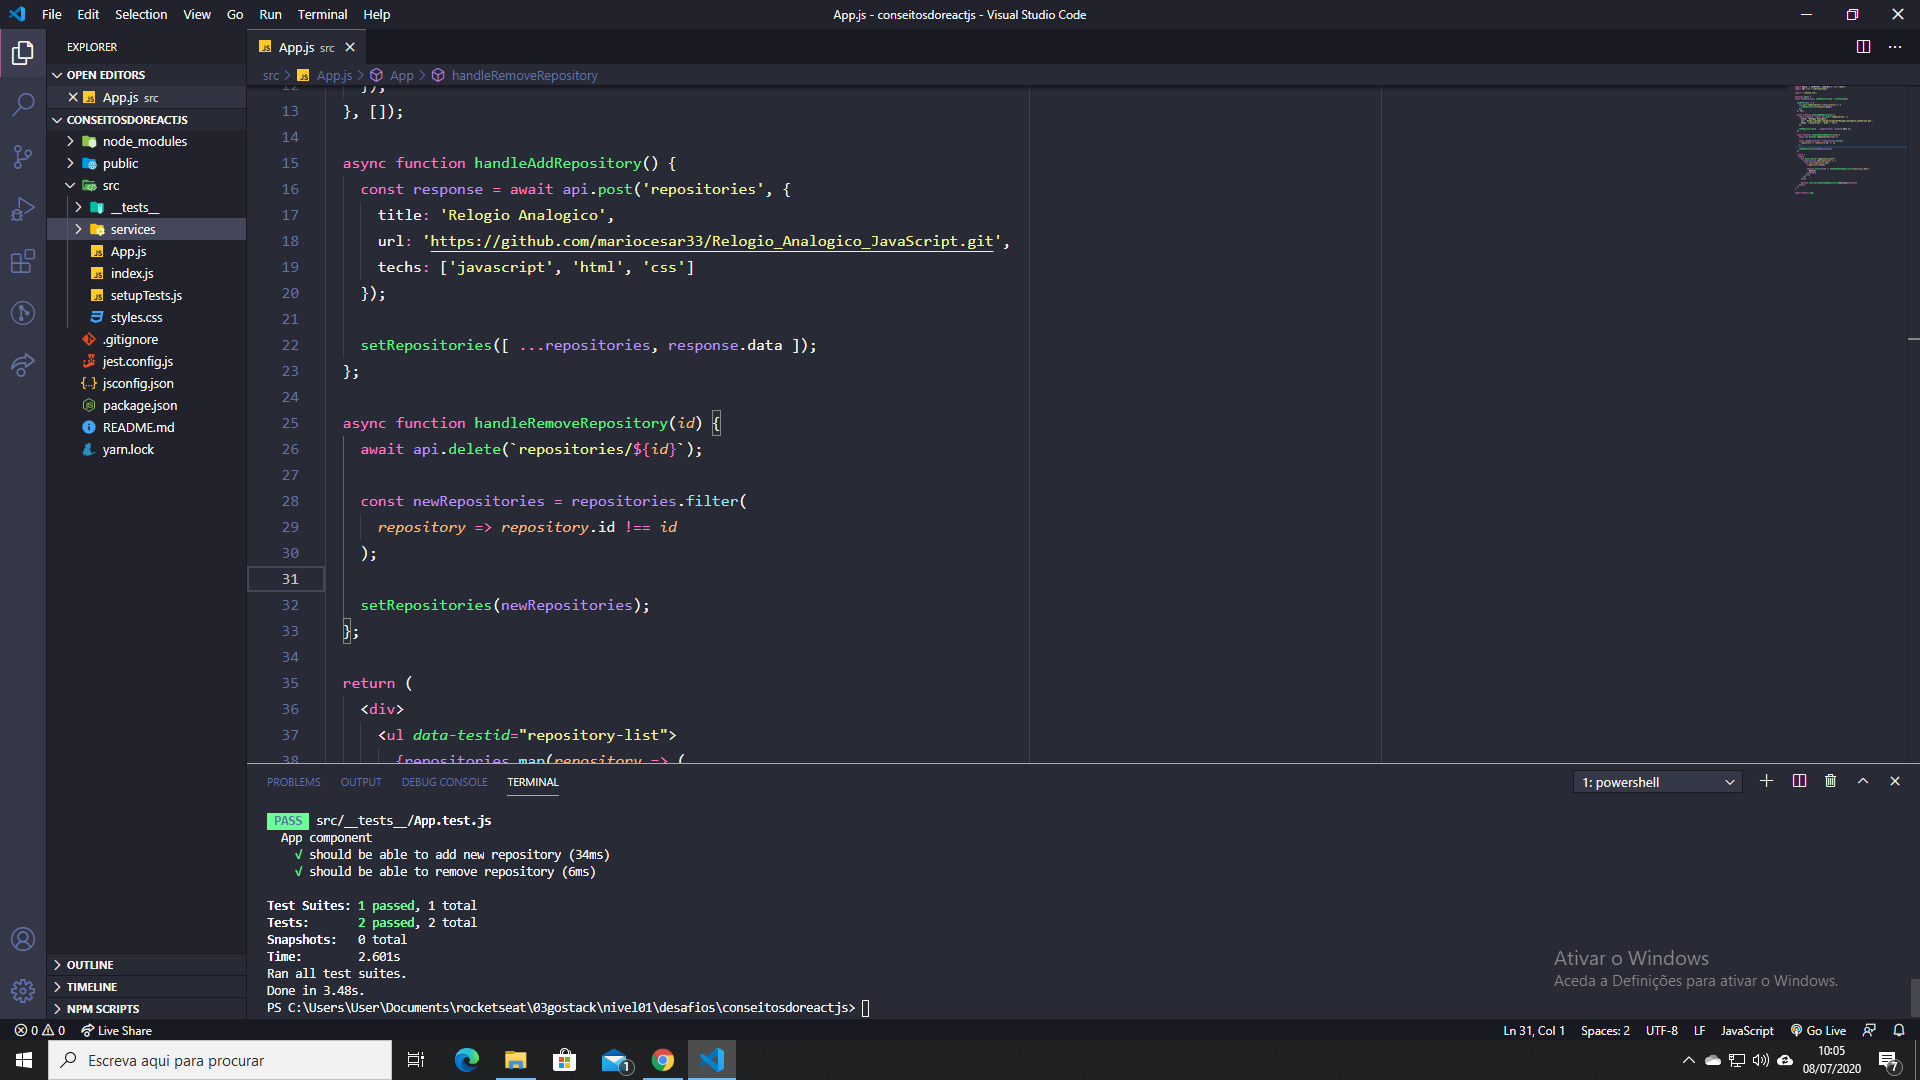 File Edit Selection View Go Run Terminal Help
App.js - conseitosdoreactjs - Visual Studio Code
EXPLORER
OPEN EDITORS
App.js src
CONSEITOSDOREACTJS
node_modules
public
src
__tests__
services
App.js
index.js
setupTests.js
styles.css
.gitignore
jest.config.js
jsconfig.json
package.json
README.md
yarn.lock
OUTLINE
TIMELINE
NPM SCRIPTS
App.js src
src > App.js > App > handleRemoveRepository
12 });
13 }, []);
14
15 async function handleAddRepository() {
16 const response = await api.post('repositories', {
17 title: 'Relogio Analogico',
18 url: 'https://github.com/mariocesar33/Relogio_Analogico_JavaScript.git',
19 techs: ['javascript', 'html', 'css']
20 });
21
22 setRepositories([ ...repositories, response.data ]);
23 };
24
25 async function handleRemoveRepository(id) {
26 await api.delete(`repositories/${id}`);
27
28 const newRepositories = repositories.filter(
29 repository => repository.id !== id
30 );
31
32 setRepositories(newRepositories);
33 };
34
35 return (
36 <div>
37 <ul data-testid="repository-list">
38 {repositories.map(repository => (
PROBLEMS OUTPUT DEBUG CONSOLE TERMINAL
1: powershell
PASS src/__tests__/App.test.js
App component
√ should be able to add new repository (34ms)
√ should be able to remove repository (6ms)
Test Suites: 1 passed, 1 total
Tests: 2 passed, 2 total
Snapshots: 0 total
Time: 2.601s
Ran all test suites.
Done in 3.48s.
PS C:\Users\User\Documents\rocketseat\03gostack\nivel01\desafios\conseitosdoreactjs>
Ativar o Windows
Aceda a Definições para ativar o Windows.
0 0 Live Share
Ln 31, Col 1 Spaces: 2 UTF-8 LF JavaScript Go Live
Escreva aqui para procurar
1
10:05
08/07/2020
7